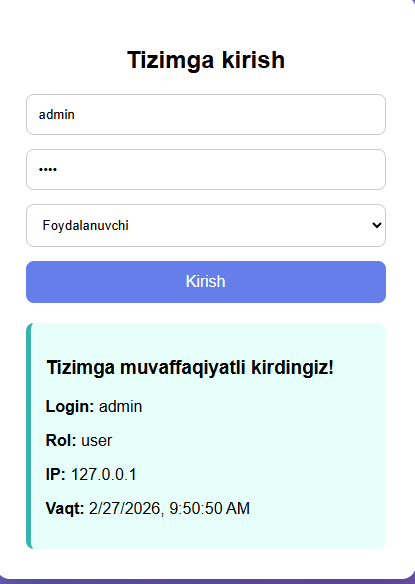 Tizimga kirish
admin
••••
Foydalanuvchi
Kirish
Tizimga muvaffaqiyatli kirdingiz!
Login: admin
Rol: user
IP: 127.0.0.1
Vaqt: 2/27/2026, 9:50:50 AM